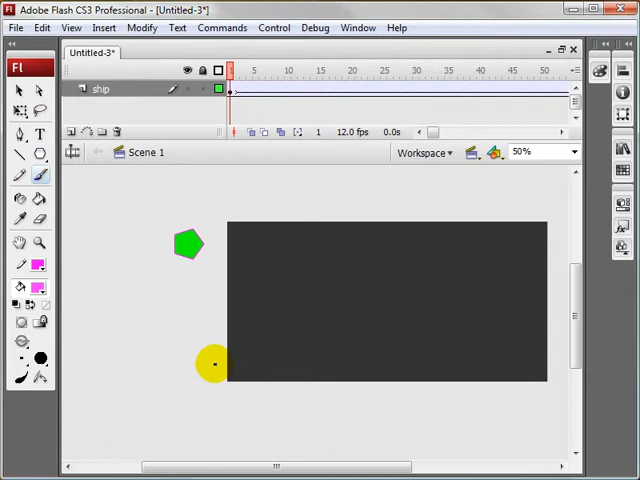 Adobe Flash CS3 Professional - [Untitled-3*]
File Edit View Insert Modify Text Commands Control Debug Window Help
Untitled-3*
Fl
1 5 10 15 20 25 30 35 40 45 50
ship
1 12.0 fps 0.0s
Scene 1 Workspace 50%